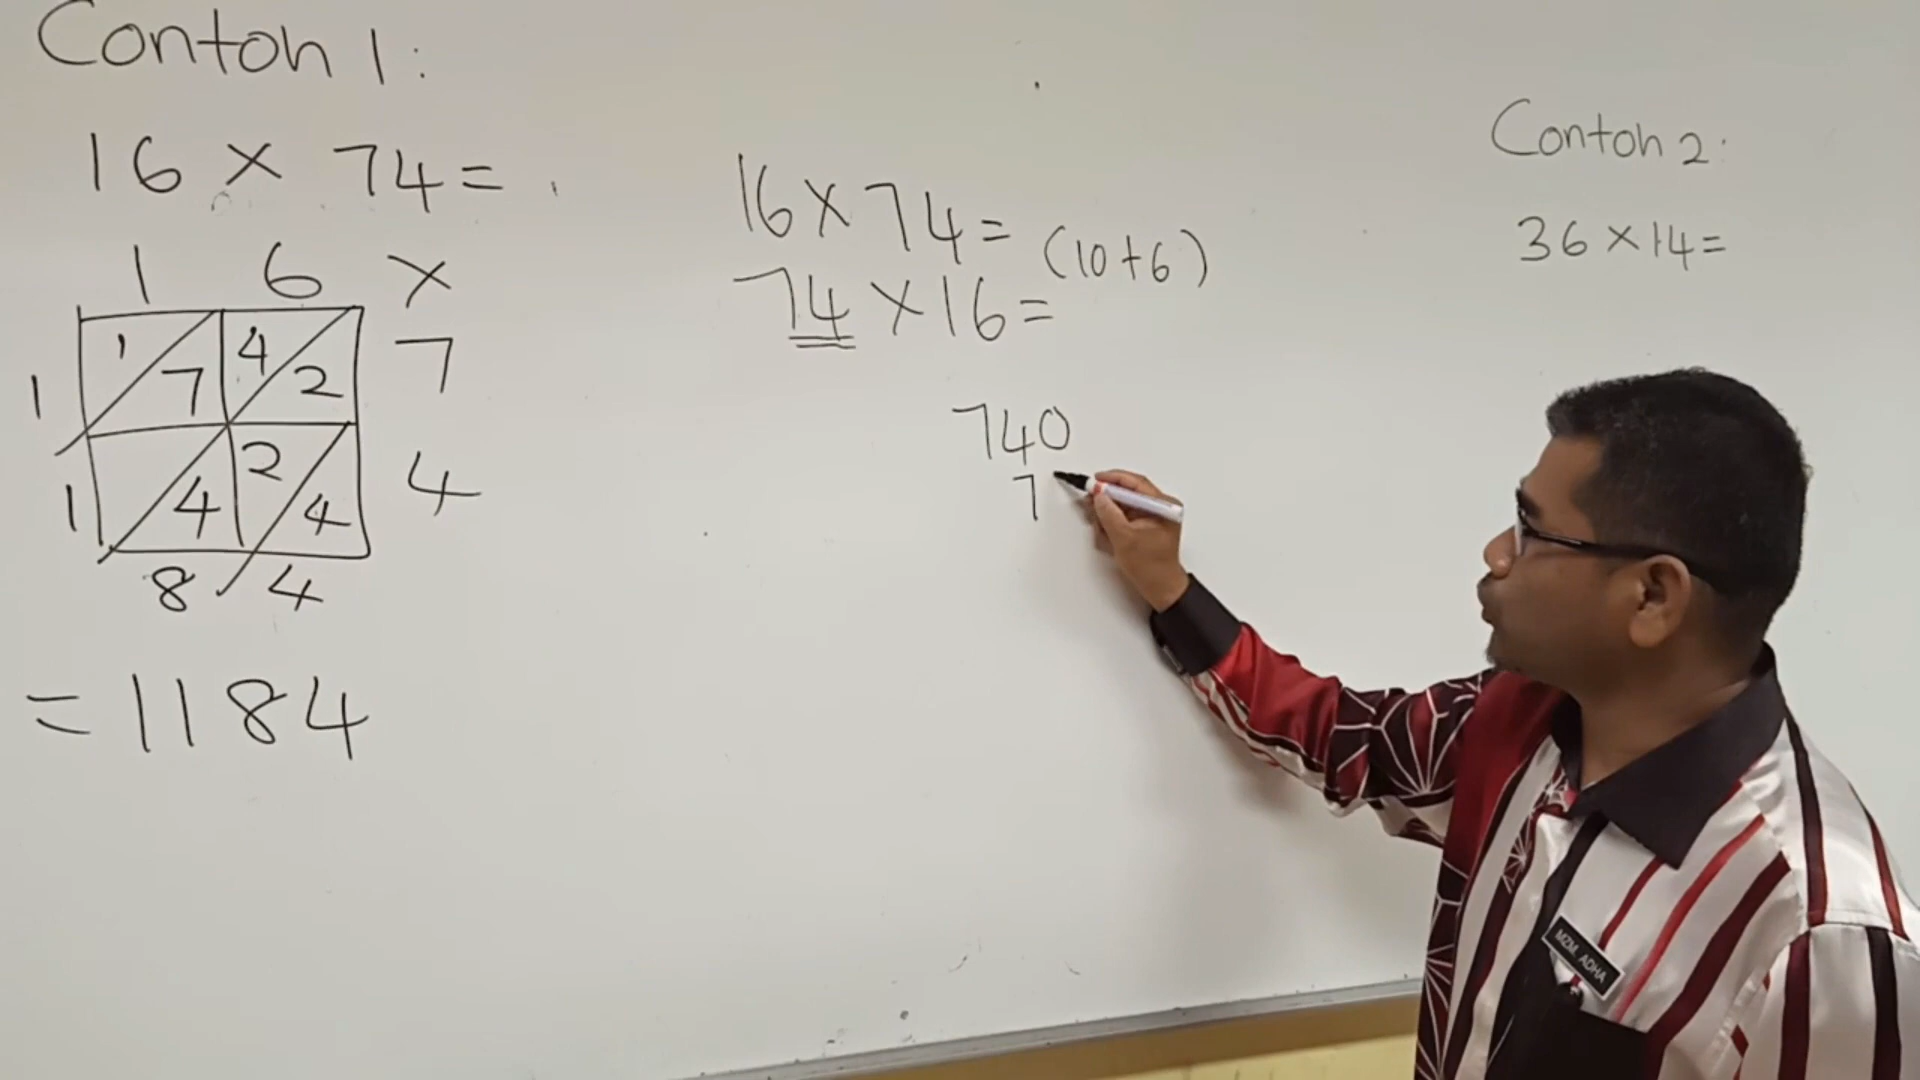 Contoh 1:
16 × 74=
1 6 ×
1 7 4 2 7
1
4 2 4 4
1
8 4
= 1184
16 × 74 =
(10+6)
74 × 16 =
740
7
Contoh 2:
36 × 14 =
MZM. ADHA